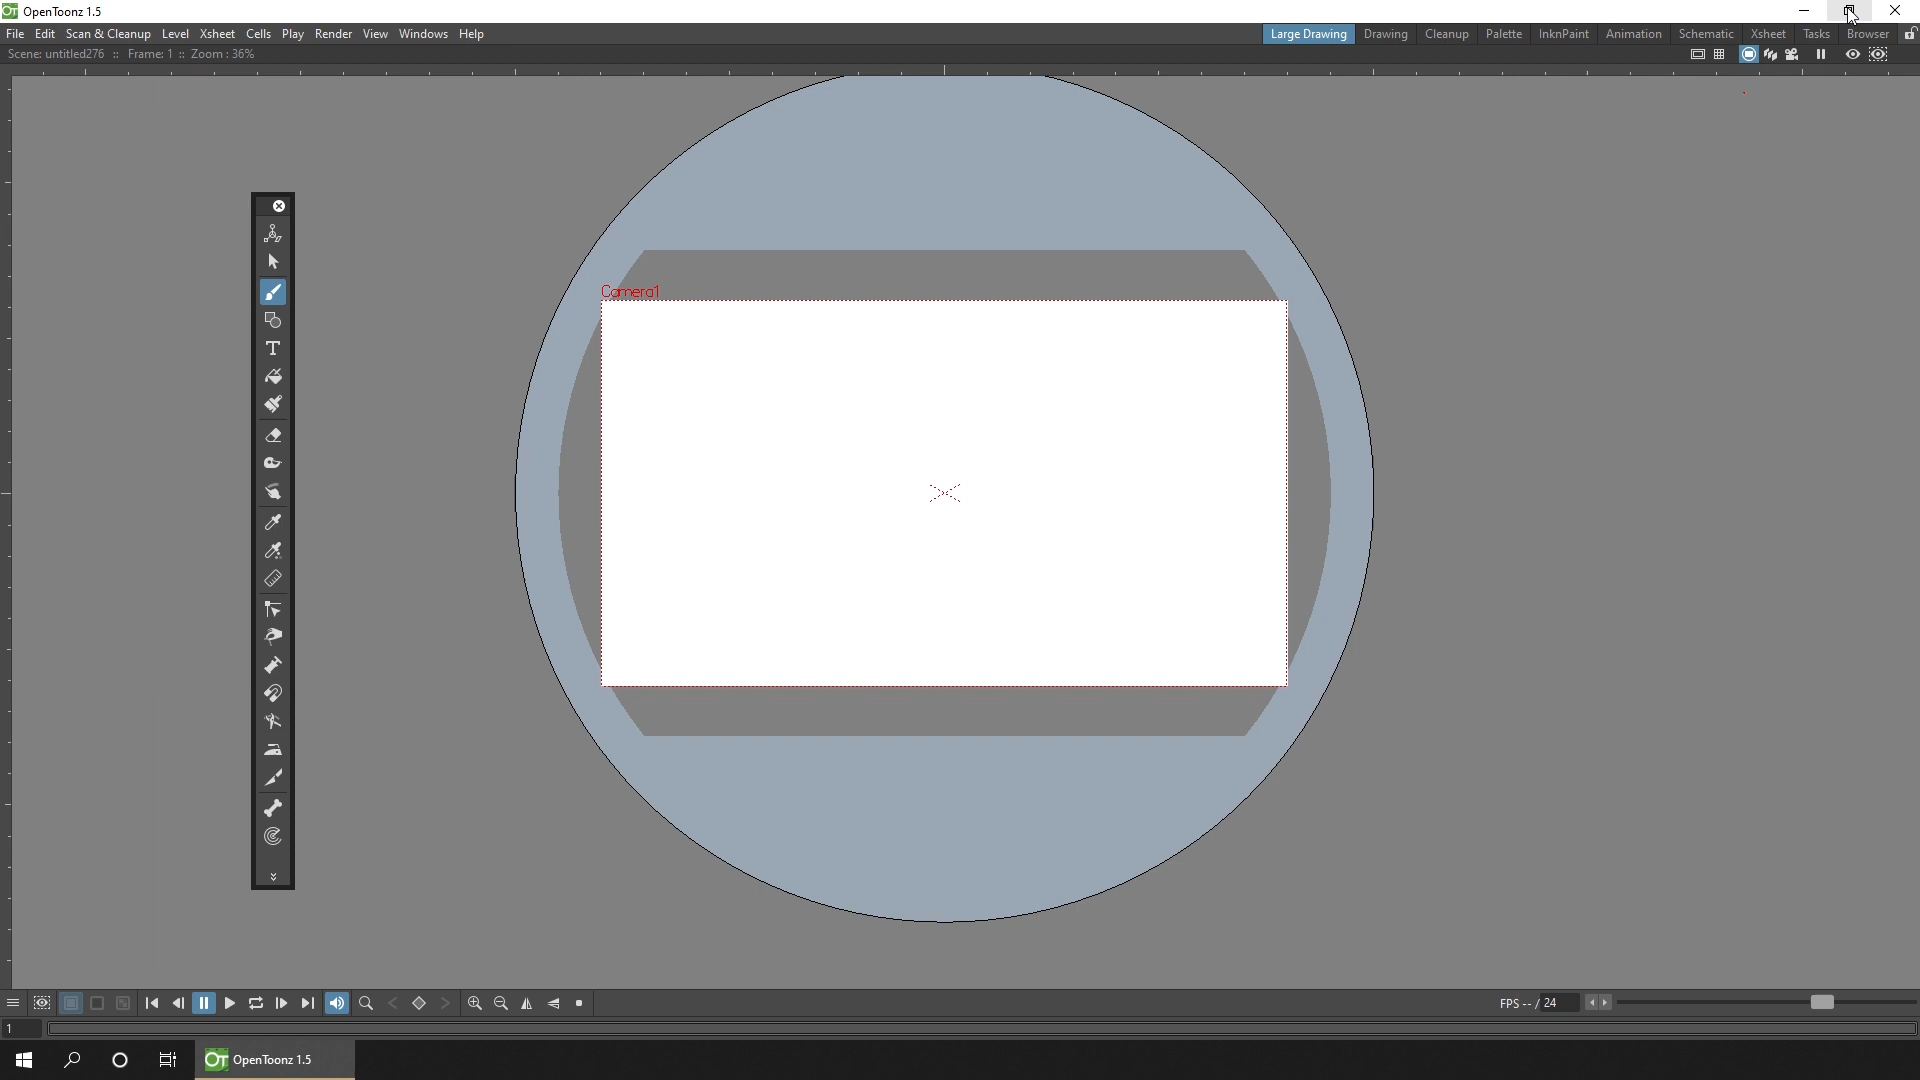 OpenToonz 1.5
File Edit Scan & Cleanup Level Xsheet Cells Play Render View Windows Help
Large Drawing Drawing Cleanup Palette InknPaint Animation Schematic Xsheet Tasks Browser
Scene: untitled276 :: Frame: 1 :: Zoom : 36%
Camera1
FPS -- / 24
1
OpenToonz 1.5